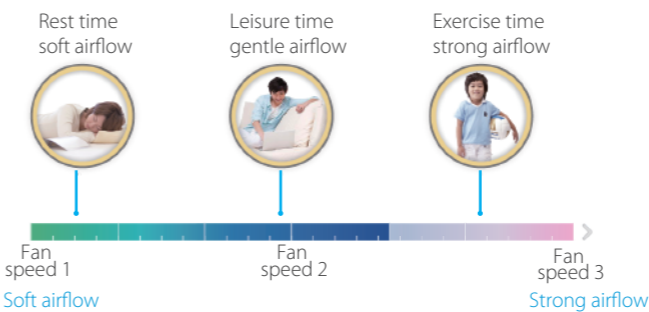 Rest time
soft airflow
Leisure time
gentle airflow
Exercise time
strong airflow
Fan
speed 1
Fan
speed 2
Fan
speed 3
Soft airflow
Strong airflow